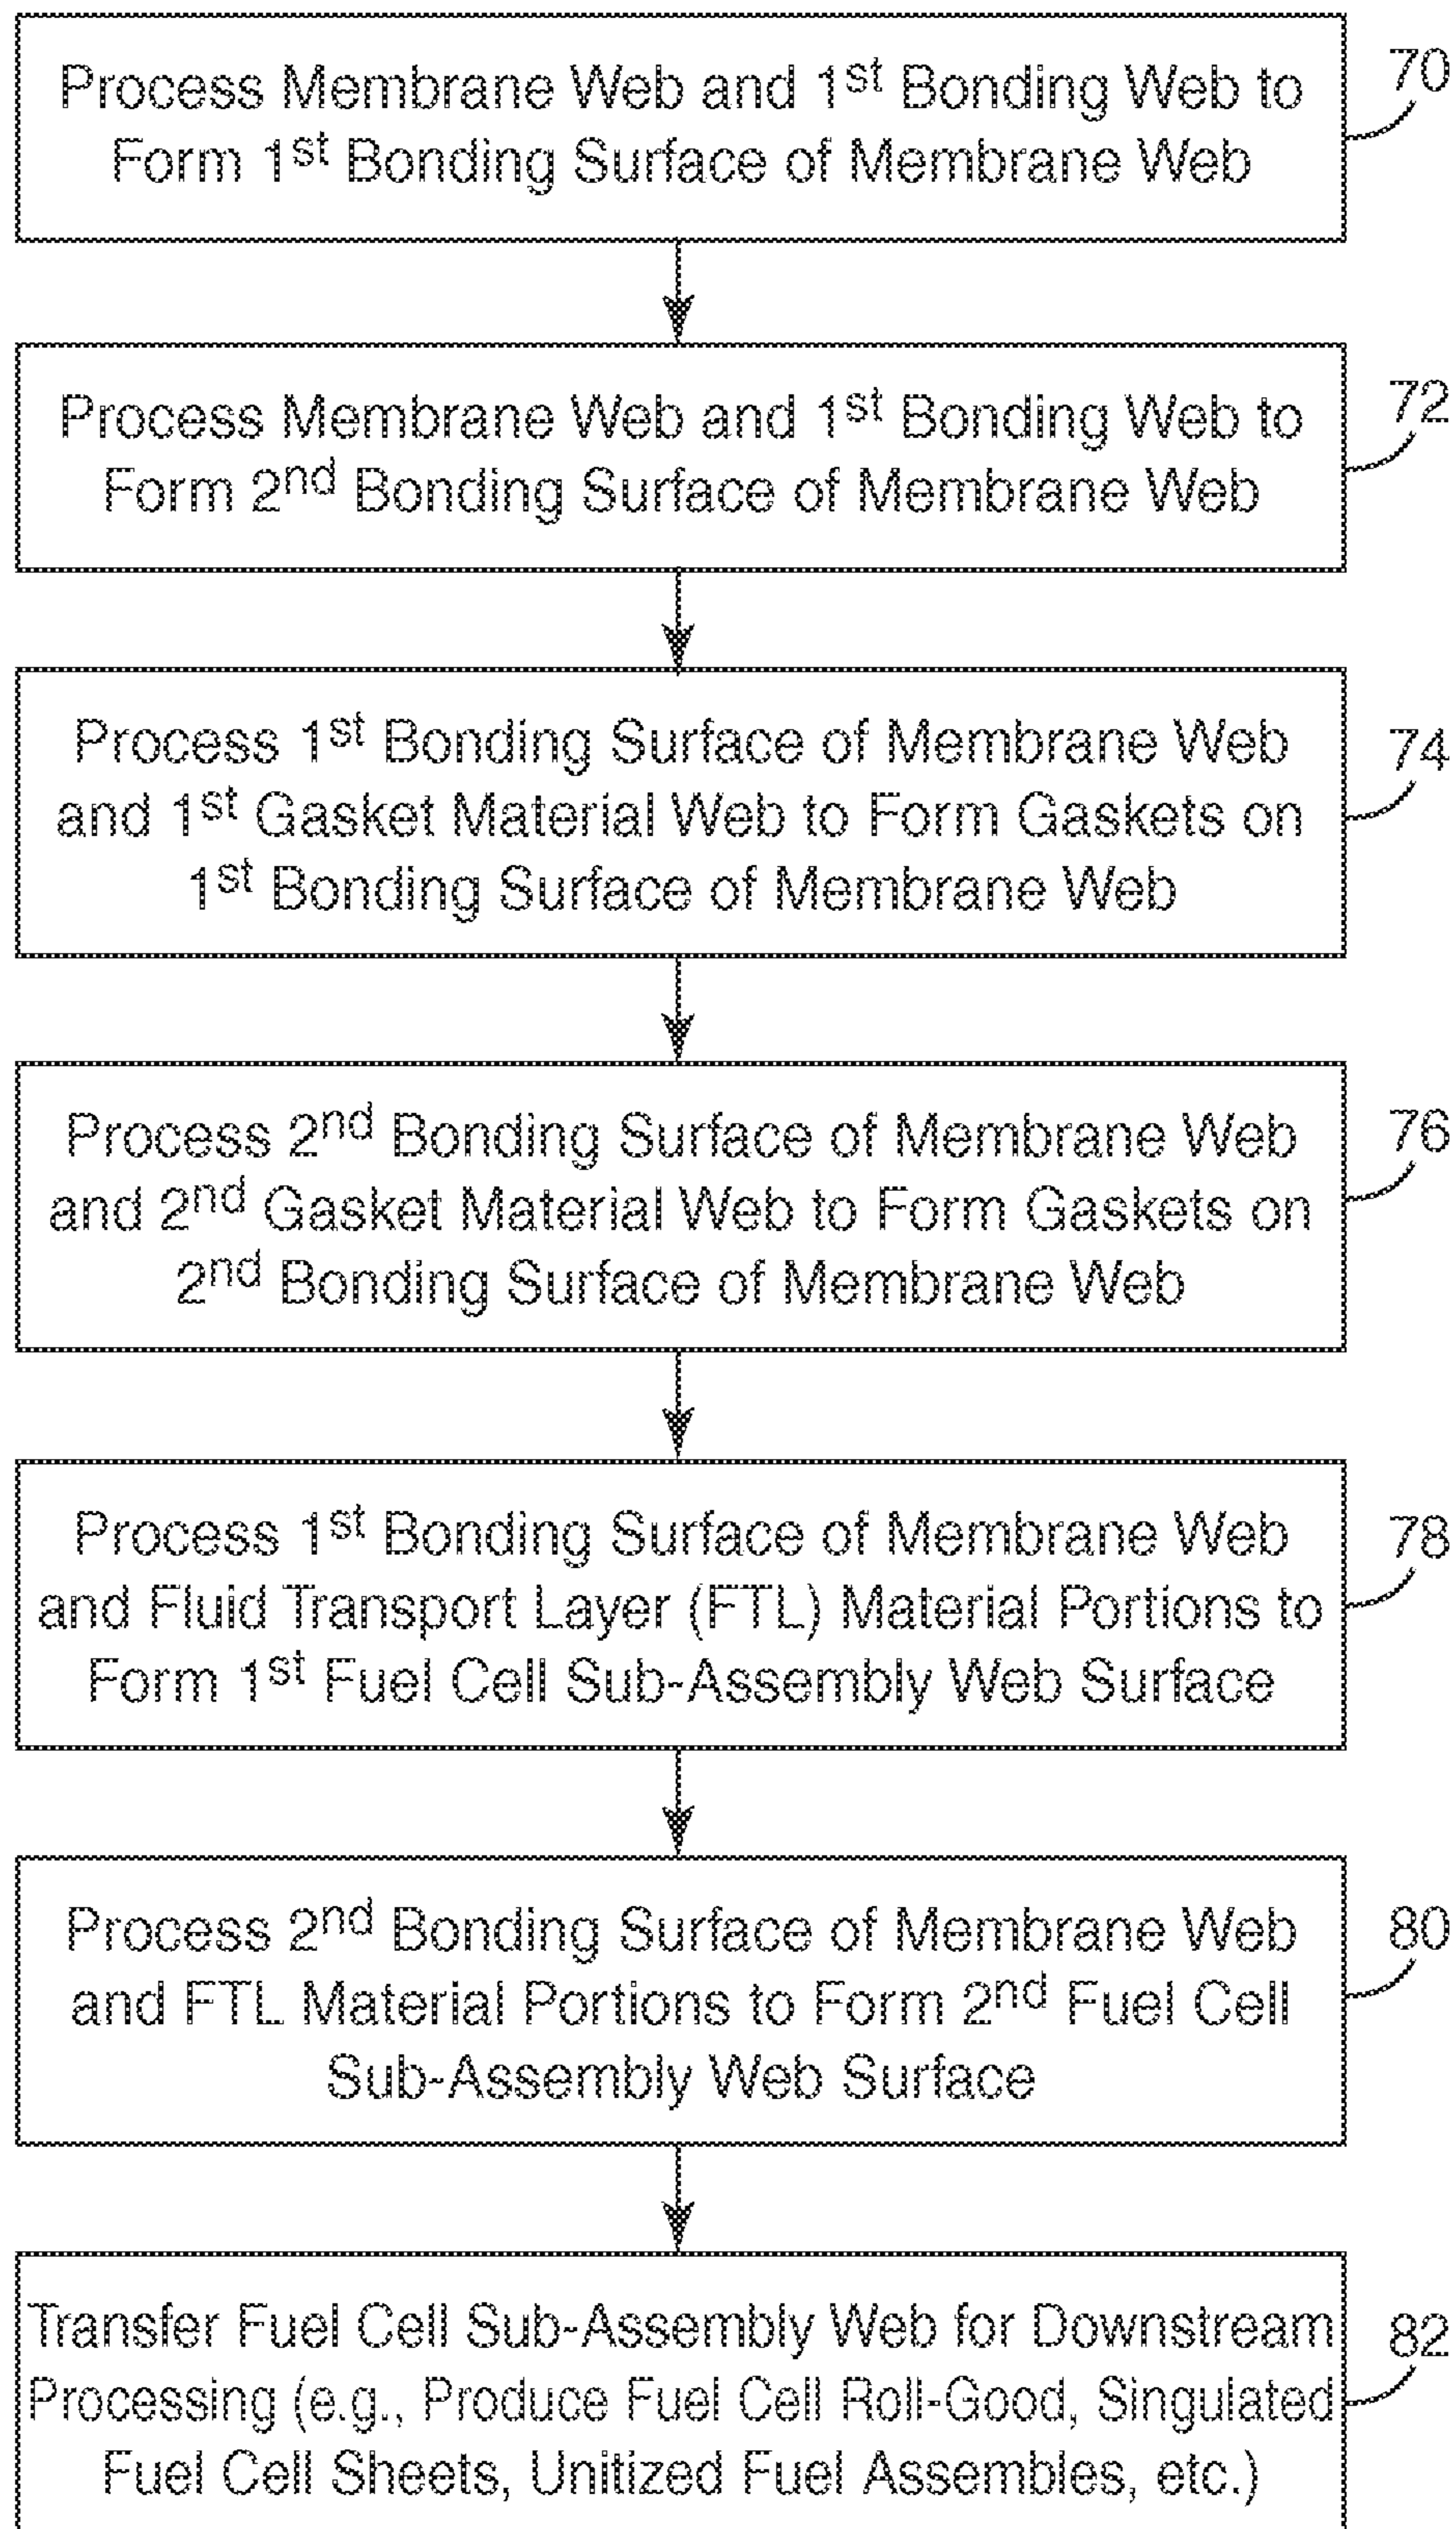 Process Membrane Web and 1st Bonding Web to
Form 1st Bonding Surface of Membrane Web
70
Process Membrane Web and 1st Bonding Web to
Form 2nd Bonding Surface of Membrane Web
72
Process 1st Bonding Surface of Membrane Web
and 1st Gasket Material Web to Form Gaskets on
1st Bonding Surface of Membrane Web
74
Process 2nd Bonding Surface of Membrane Web
and 2nd Gasket Material Web to Form Gaskets on
2nd Bonding Surface of Membrane Web
76
Process 1st Bonding Surface of Membrane Web
and Fluid Transport Layer (FTL) Material Portions to
Form 1st Fuel Cell Sub-Assembly Web Surface
78
Process 2nd Bonding Surface of Membrane Web
and FTL Material Portions to Form 2nd Fuel Cell
Sub-Assembly Web Surface
80
Transfer Fuel Cell Sub-Assembly Web for Downstream
Processing (e.g., Produce Fuel Cell Roll-Good, Singulated
Fuel Cell Sheets, Unitized Fuel Assembles, etc.)
82